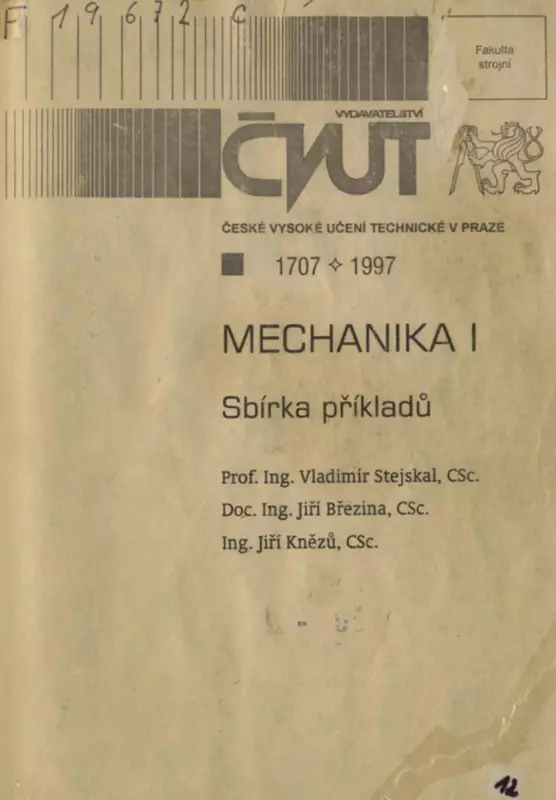 F 19672 C
Fakulta
strojní
VYDAVATELSTVÍ
ČVUT
ČESKÉ VYSOKÉ UČENÍ TECHNICKÉ V PRAZE
1707 ✧ 1997
MECHANIKA I
Sbírka příkladů
Prof. Ing. Vladimír Stejskal, CSc.
Doc. Ing. Jiří Březina, CSc.
Ing. Jiří Knězů, CSc.
12